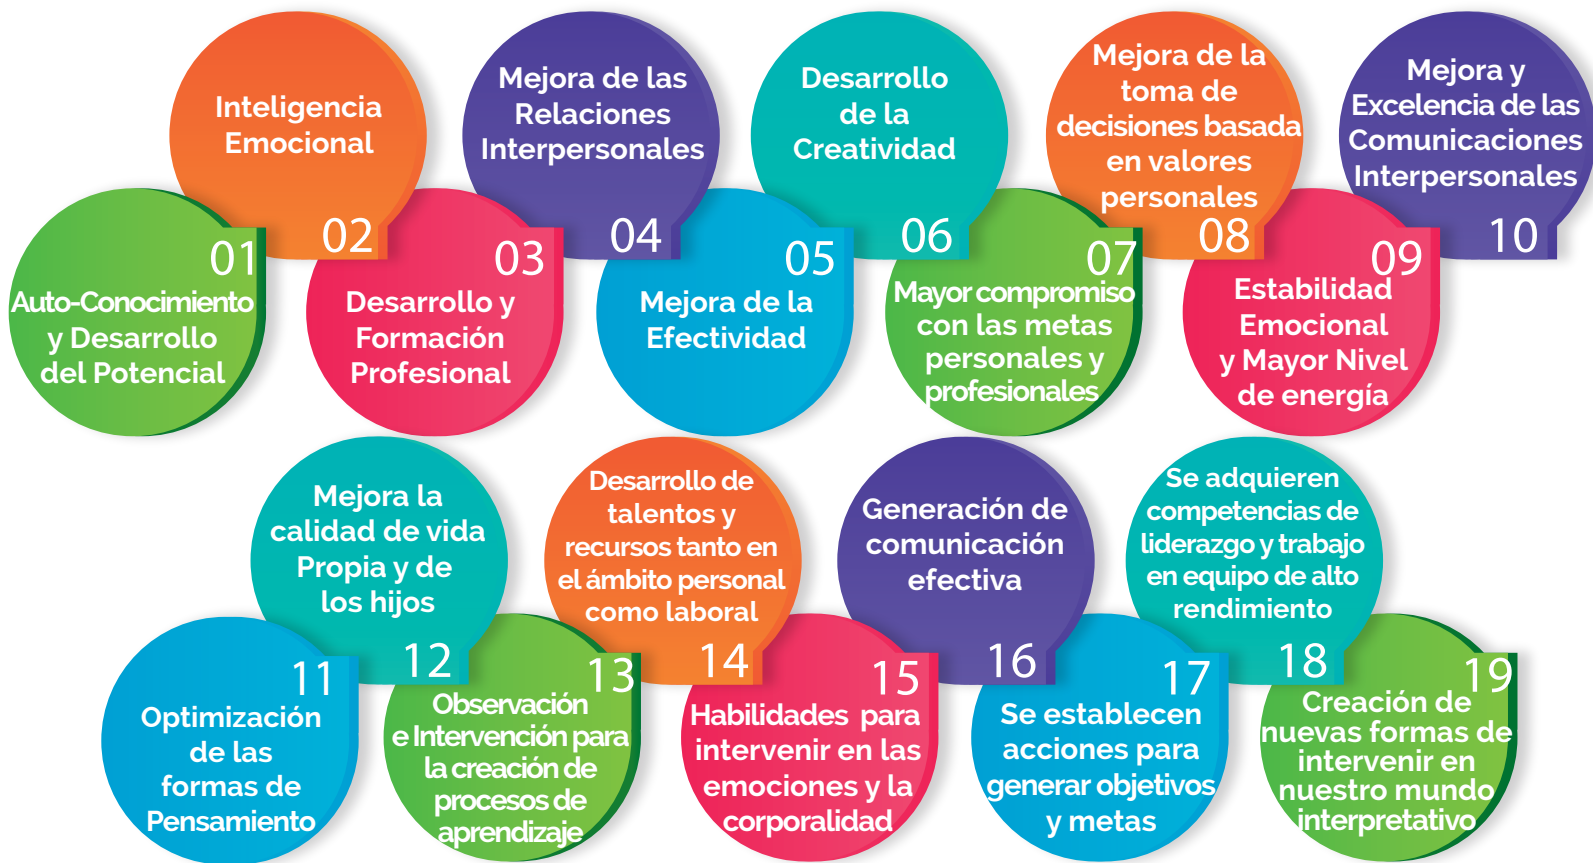 01
Auto-Conocimiento
y Desarrollo
del Potencial
Inteligencia
Emocional
02
03
Desarrollo y
Formación
Profesional
Mejora de las
Relaciones
Interpersonales
04
05
Mejora de la
Efectividad
Desarrollo
de la
Creatividad
06
07
Mayor compromiso
con las metas
personales y
profesionales
Mejora de la
toma de
decisiones basada
en valores
personales
08
09
Estabilidad
Emocional
y Mayor Nivel
de energía
Mejora y
Excelencia de las
Comunicaciones
Interpersonales
10
11
Optimización
de las
formas de
Pensamiento
Mejora la
calidad de vida
Propia y de
los hijos
12
13
Observación
e Intervención para
la creación de
procesos de
aprendizaje
Desarrollo de
talentos y
recursos tanto en
el ámbito personal
como laboral
14
15
Habilidades para
intervenir en las
emociones y la
corporalidad
Generación de
comunicación
efectiva
16
17
Se establecen
acciones para
generar objetivos
y metas
Se adquieren
competencias de
liderazgo y trabajo
en equipo de alto
rendimiento
18
19
Creación de
nuevas formas de
intervenir en
nuestro mundo
interpretativo